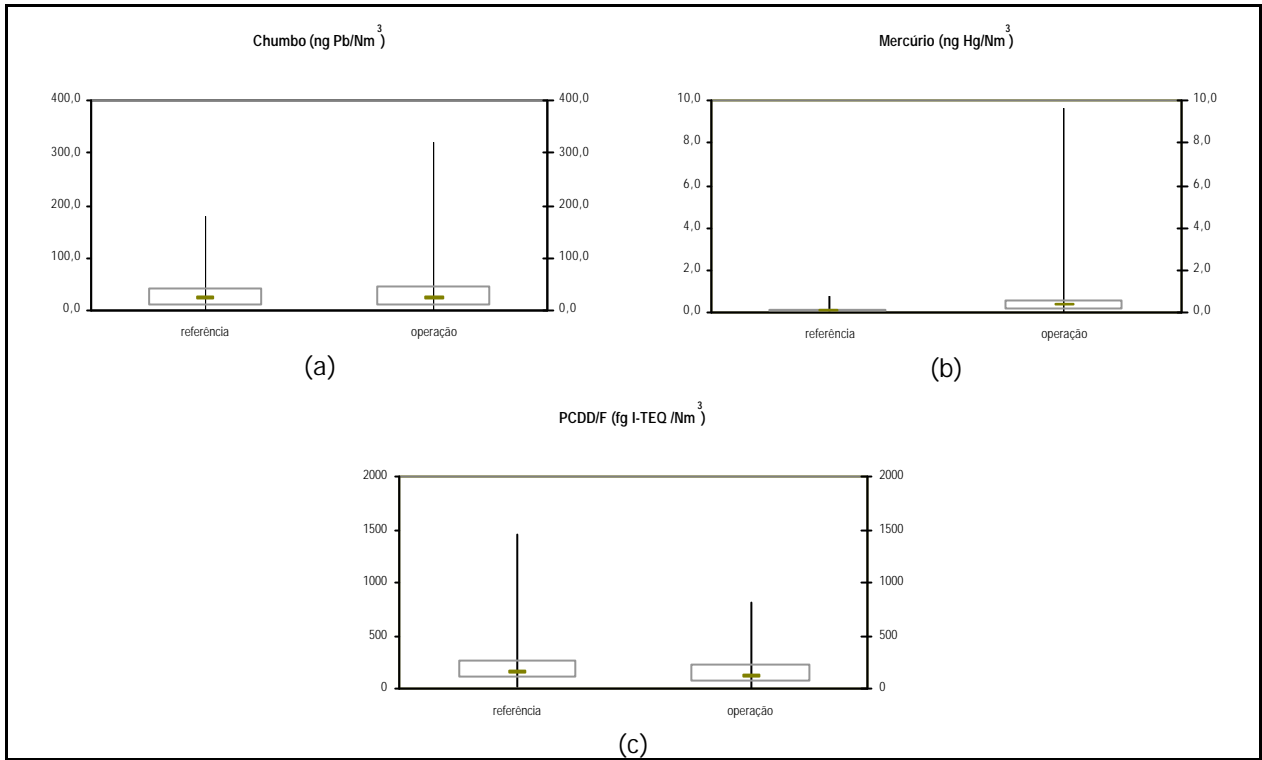 Chumbo (ng Pb/Nm³)
400,0 400,0
300,0 300,0
200,0 200,0
100,0 100,0
0,0 0,0
referência operação
(a)
Mercúrio (ng Hg/Nm³)
10,0 10,0
8,0 8,0
6,0 6,0
4,0 4,0
2,0 2,0
0,0 0,0
referência operação
(b)
PCDD/F (fg I-TEQ /Nm³)
2000 2000
1500 1500
1000 1000
500 500
0 0
referência operação
(c)